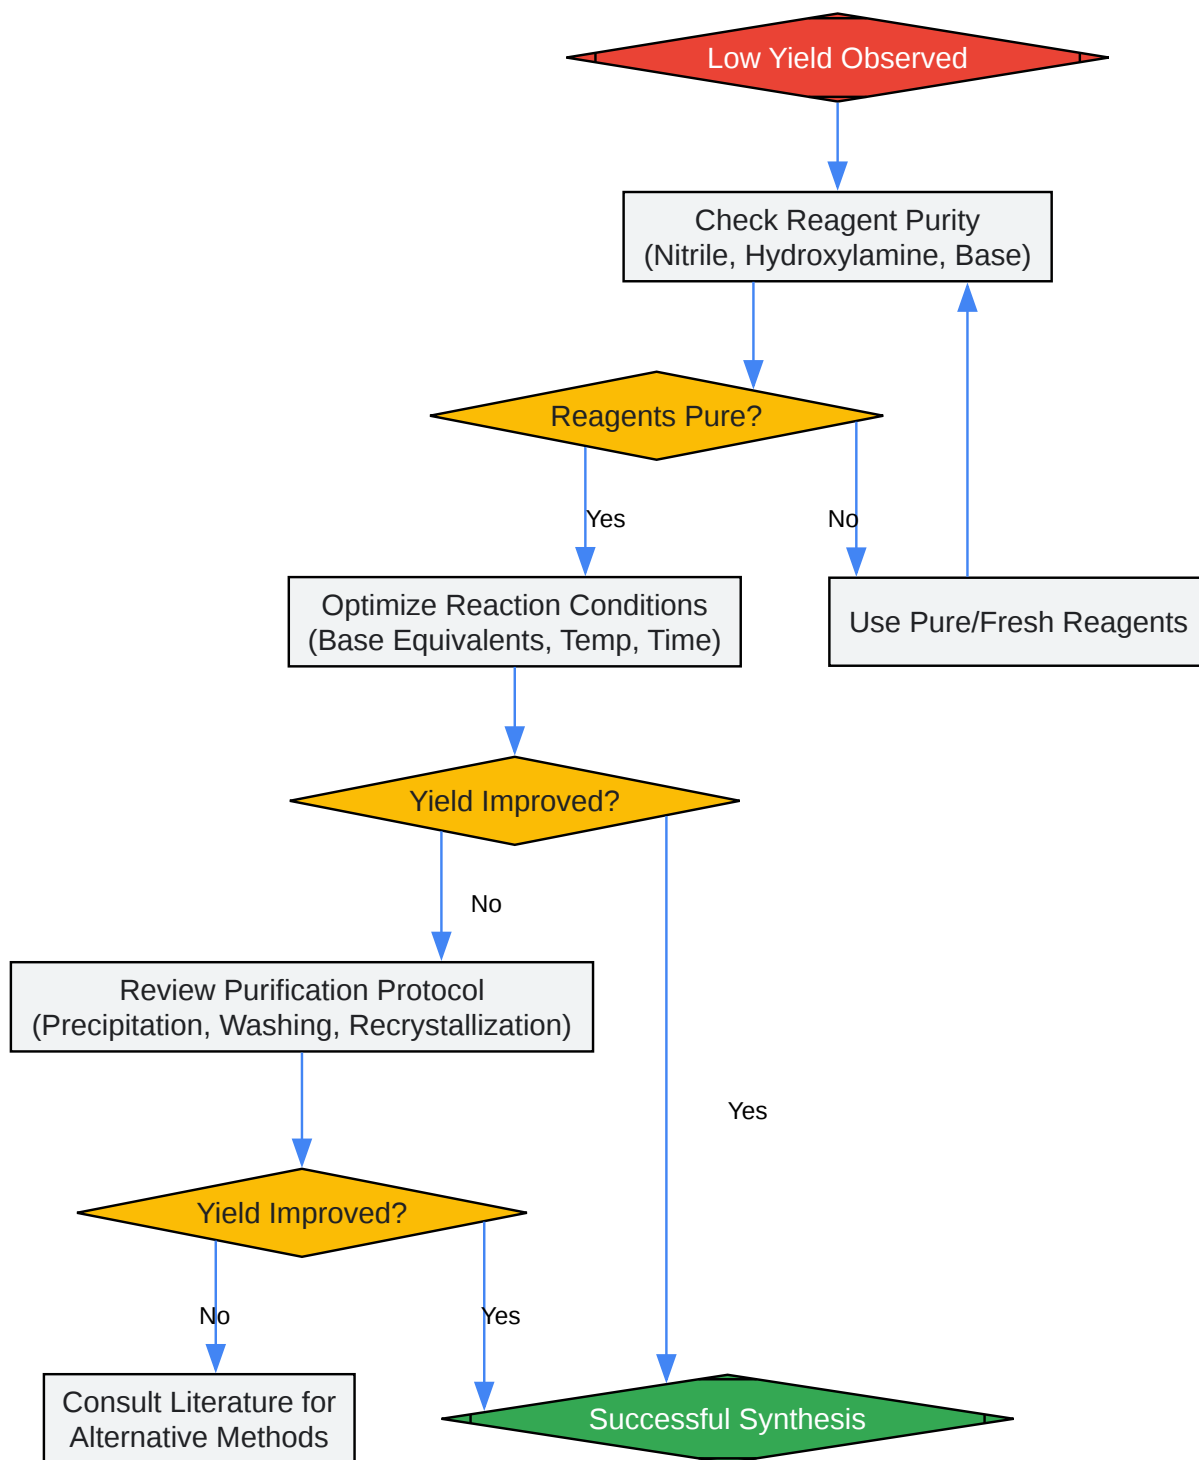 Low Yield Observed
Check Reagent Purity
(Nitrile, Hydroxylamine, Base)
Reagents Pure?
Yes
No
Optimize Reaction Conditions
(Base Equivalents, Temp, Time)
Use Pure/Fresh Reagents
Yield Improved?
No
Review Purification Protocol
(Precipitation, Washing, Recrystallization)
Yes
Yield Improved?
No
Yes
Consult Literature for
Alternative Methods
Successful Synthesis